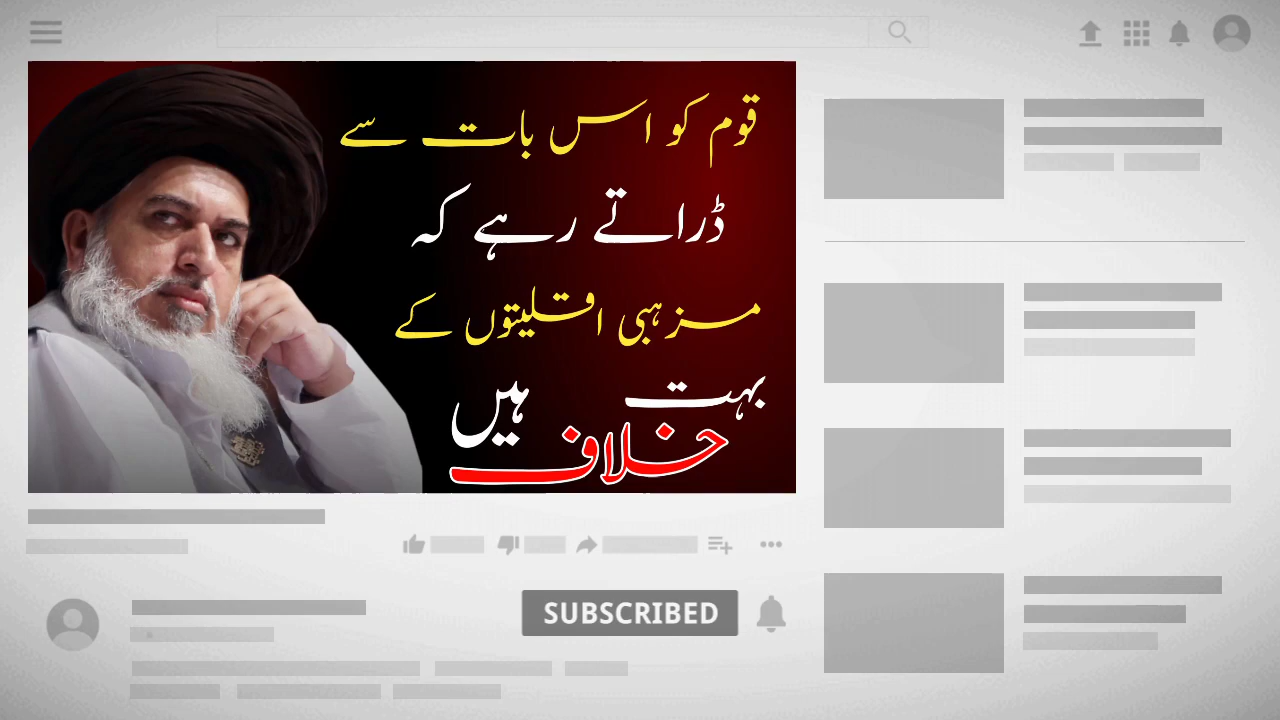 قوم کو اس بات سے
ڈراتے رہے کہ
مزہبی اقلیتوں کے
بہت خلاف ہیں
SUBSCRIBED